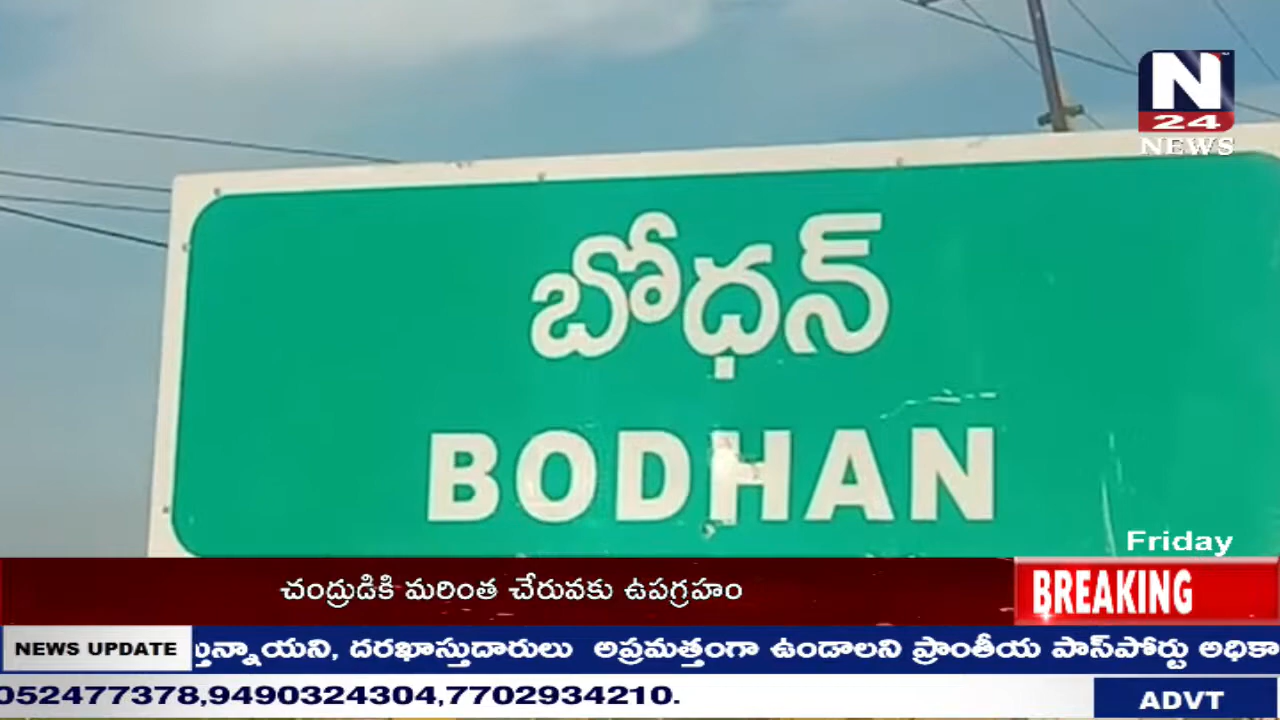 N
24
NEWS
బోధన్
BODHAN
Friday
చంద్రుడికి మరింత చేరువకు ఉపగ్రహం
BREAKING
NEWS UPDATE
స్తున్నాయని, దరఖాస్తుదారులు అప్రమత్తంగా ఉండాలని ప్రాంతీయ పాస్‌పోర్టు అధికా
052477378,9490324304,7702934210.
ADVT